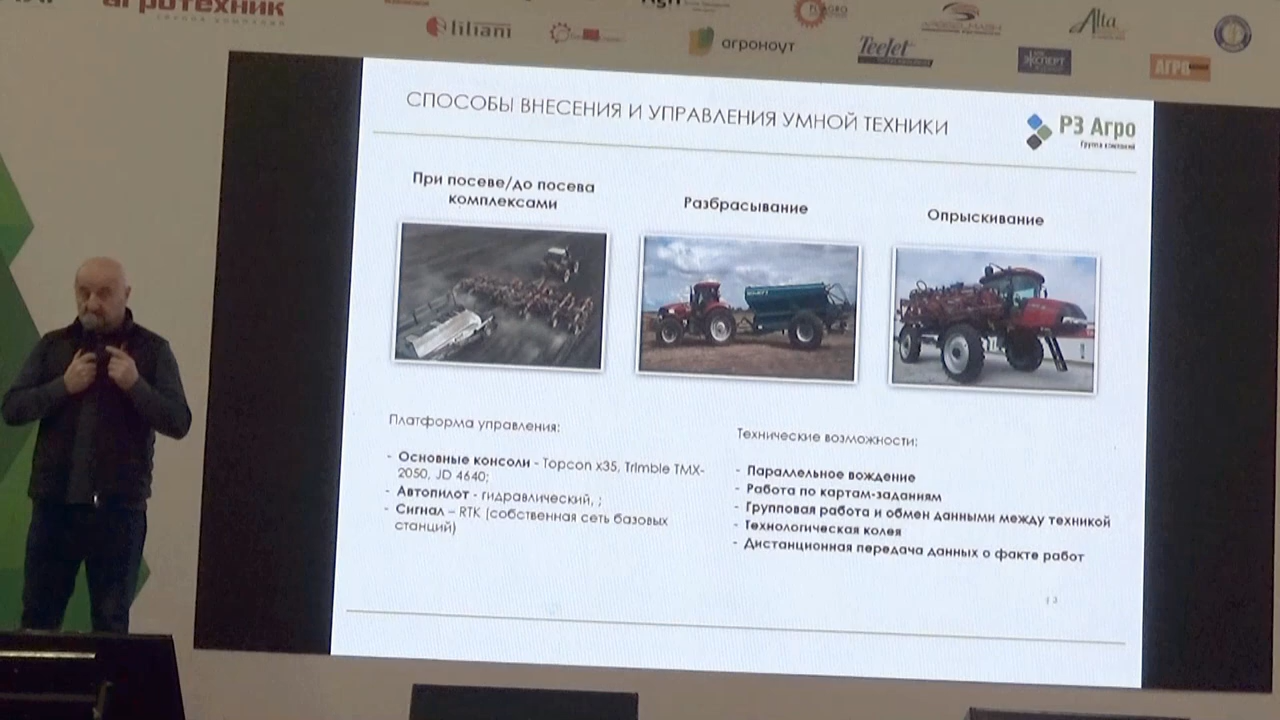 агротехник
liliani
агроноут
TeeJet
Alta
ЭКСПЕРТ
АГРО
СПОСОБЫ ВНЕСЕНИЯ И УПРАВЛЕНИЯ УМНОЙ ТЕХНИКИ
РЗ Агро
Группа компаний
При посеве/до посева
комплексами
Разбрасывание
Опрыскивание
Платформа управления:
- Основные консоли - Topcon x35, Trimble TMX-
2050, JD 4640;
- Автопилот - гидравлический, ;
- Сигнал – RTK (собственная сеть базовых
станций)
Технические возможности:
- Параллельное вождение
- Работа по картам-заданиям
- Групповая работа и обмен данными между техникой
- Технологическая колея
- Дистанционная передача данных о факте работ
| 3